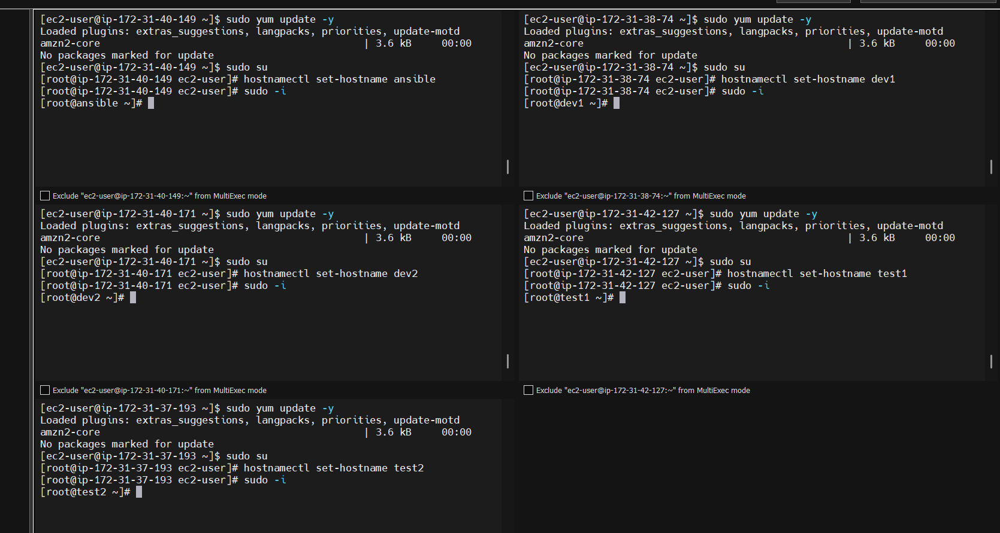 [ec2-user@ip-172-31-40-149 ~]$ sudo yum update -y
Loaded plugins: extras_suggestions, langpacks, priorities, update-motd
amzn2-core | 3.6 kB 00:00
No packages marked for update
[ec2-user@ip-172-31-40-149 ~]$ sudo su
[root@ip-172-31-40-149 ec2-user]# hostnamectl set-hostname ansible
[root@ip-172-31-40-149 ec2-user]# sudo -i
[root@ansible ~]#
Exclude "ec2-user@ip-172-31-40-149:~" from MultiExec mode
[ec2-user@ip-172-31-38-74 ~]$ sudo yum update -y
Loaded plugins: extras_suggestions, langpacks, priorities, update-motd
amzn2-core | 3.6 kB 00:00
No packages marked for update
[ec2-user@ip-172-31-38-74 ~]$ sudo su
[root@ip-172-31-38-74 ec2-user]# hostnamectl set-hostname dev1
[root@ip-172-31-38-74 ec2-user]# sudo -i
[root@dev1 ~]#
Exclude "ec2-user@ip-172-31-38-74:~" from MultiExec mode
[ec2-user@ip-172-31-40-171 ~]$ sudo yum update -y
Loaded plugins: extras_suggestions, langpacks, priorities, update-motd
amzn2-core | 3.6 kB 00:00
No packages marked for update
[ec2-user@ip-172-31-40-171 ~]$ sudo su
[root@ip-172-31-40-171 ec2-user]# hostnamectl set-hostname dev2
[root@ip-172-31-40-171 ec2-user]# sudo -i
[root@dev2 ~]#
Exclude "ec2-user@ip-172-31-40-171:~" from MultiExec mode
[ec2-user@ip-172-31-42-127 ~]$ sudo yum update -y
Loaded plugins: extras_suggestions, langpacks, priorities, update-motd
amzn2-core | 3.6 kB 00:00
No packages marked for update
[ec2-user@ip-172-31-42-127 ~]$ sudo su
[root@ip-172-31-42-127 ec2-user]# hostnamectl set-hostname test1
[root@ip-172-31-42-127 ec2-user]# sudo -i
[root@test1 ~]#
Exclude "ec2-user@ip-172-31-42-127:~" from MultiExec mode
[ec2-user@ip-172-31-37-193 ~]$ sudo yum update -y
Loaded plugins: extras_suggestions, langpacks, priorities, update-motd
amzn2-core | 3.6 kB 00:00
No packages marked for update
[ec2-user@ip-172-31-37-193 ~]$ sudo su
[root@ip-172-31-37-193 ec2-user]# hostnamectl set-hostname test2
[root@ip-172-31-37-193 ec2-user]# sudo -i
[root@test2 ~]#